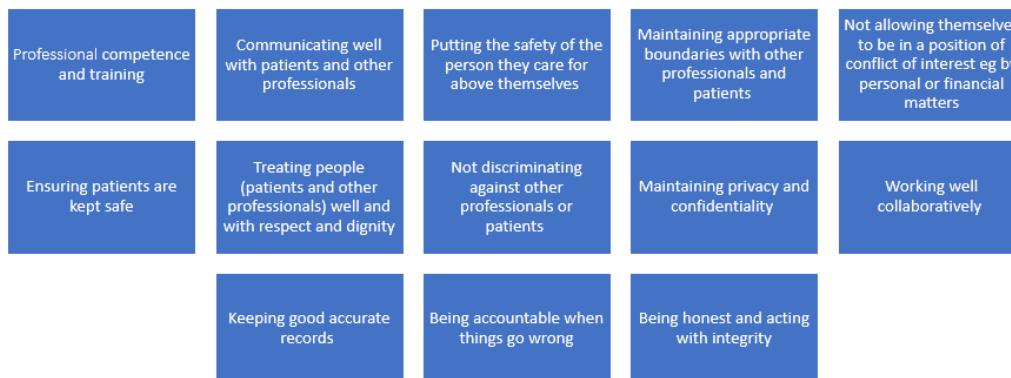 Professional competence
and training
Communicating well
with patients and other
professionals
Putting the safety of the
person they care for
above themselves
Maintaining appropriate
boundaries with other
professionals and
patients
Not allowing themselve
to be in a position of
conflict of interest eg b
personal or financial
matters
Ensuring patients are
kept safe
Treating people
(patients and other
professionals) well and
with respect and dignity
Not discriminating
against other
professionals or
patients
Maintaining privacy and
confidentiality
Working well
collaboratively
Keeping good accurate
records
Being accountable when
things go wrong
Being honest and acting
with integrity